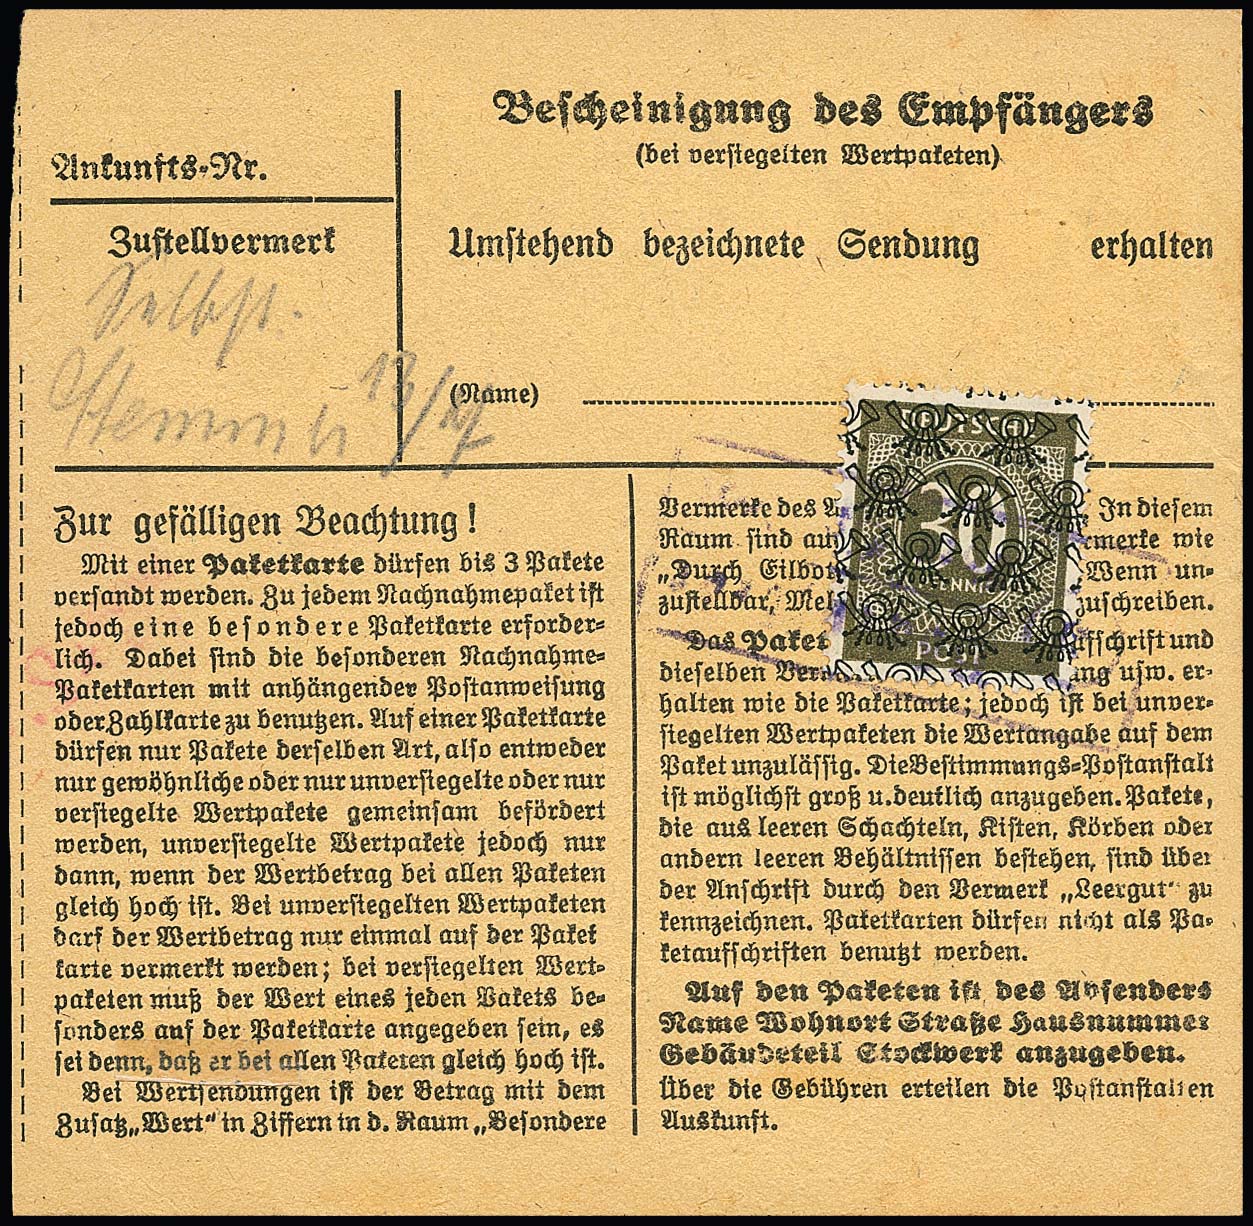 Ankunfts-Nr.
Zustellvermerk
Selbst.
13/
Bescheinigung des Empfängers
(bei versiegelten Wertpaketen)
Umstehend bezeichnete Sendung erhalten
(Name)
DEUTSCHE
30
PFENNIG
POST
Zur gefälligen Beachtung!
Mit einer Paketkarte dürfen bis 3 Pakete
versandt werden. Zu jedem Nachnahmepaket ist
jedoch eine besondere Paketkarte erforder-
lich. Dabei sind die besonderen Nachnahme-
Paketkarten mit anhängender Postanweisung
oder Zahlkarte zu benutzen. Auf einer Paketkarte
dürfen nur Pakete derselben Art, also entweder
nur gewöhnliche oder nur unversiegelte oder nur
versiegelte Wertpakete gemeinsam befördert
werden, unversiegelte Wertpakete jedoch nur
dann, wenn der Wertbetrag bei allen Paketen
gleich hoch ist. Bei unversiegelten Wertpaketen
darf der Wertbetrag nur einmal auf der Paket
karte vermerkt werden; bei versiegelten Wert-
paketen muß der Wert eines jeden Pakets be-
sonders auf der Paketkarte angegeben sein, es
sei denn, daß er bei allen Paketen gleich hoch ist.
Bei Wertsendungen ist der Betrag mit dem
Zusatz „Wert“ in Ziffern in d. Raum „Besondere
Vermerke des In diesem
Raum sind au rmerke wie
„Durch Eilbo Wenn un-
zustellbar, Mel zuschreiben.
Das Paket fschrift und
dieselben Ver ng usw. er-
halten wie die Paketkarte; jedoch ist bei unver-
siegelten Wertpaketen die Wertangabe auf dem
Paket unzulässig. Die Bestimmungs-Postanstalt
ist möglichst groß u. deutlich anzugeben. Pakete,
die aus leeren Schachteln, Kisten, Körben oder
andern leeren Behältnissen bestehen, sind über
der Anschrift durch den Vermerk „Leergut“ zu
kennzeichnen. Paketkarten dürfen nicht als Pa-
ketaufschriften benutzt werden.
Auf den Paketen ist des Absenders
Name Wohnort Straße Hausnummer
Gebäudeteil Stockwerk anzugeben.
Über die Gebühren erteilen die Postanstalten
Auskunft.